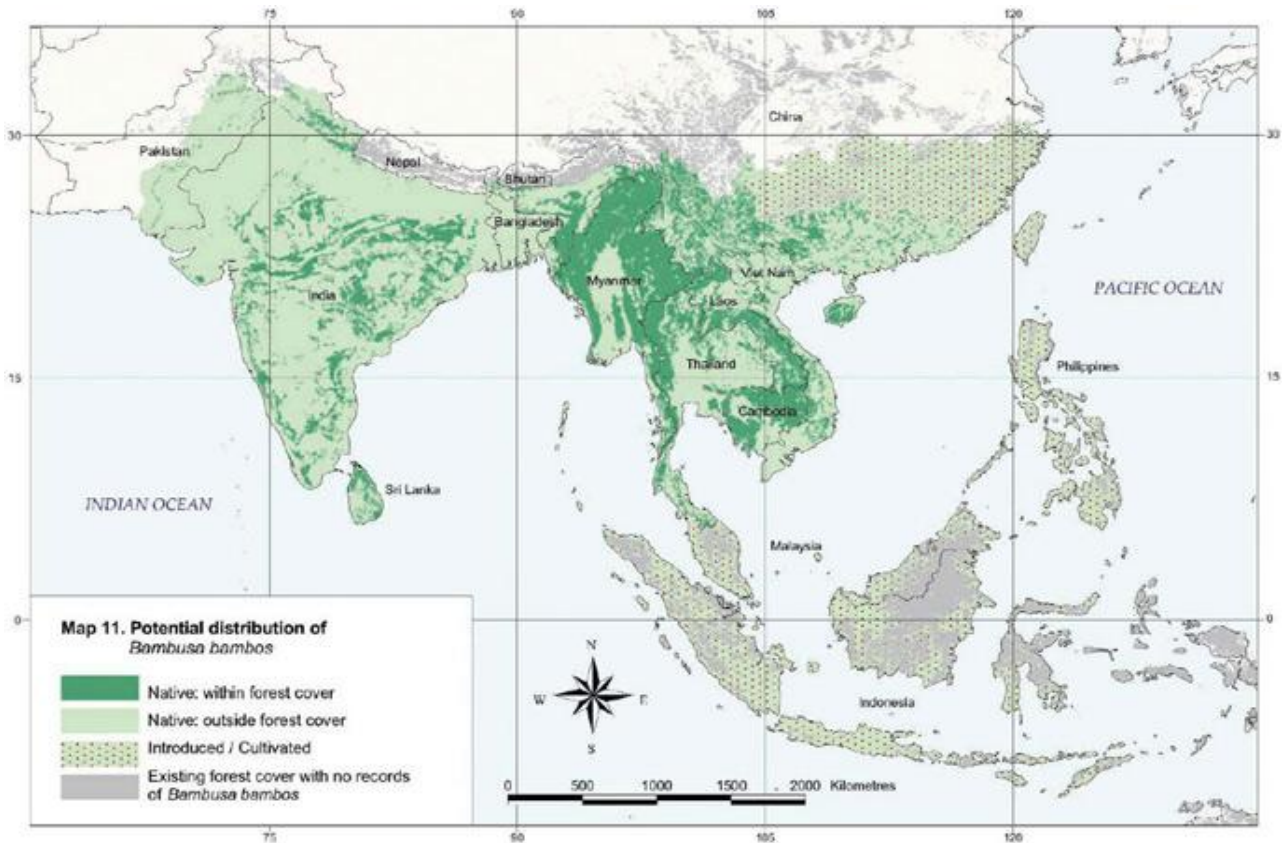 75
90
105
120
30
China
30
Pakistan
Nepal
Bhutan
Bangladesh
Viet Nam
Myanmar
India
Laos
PACIFIC OCEAN
Thailand
Philippines
15
15
Cambodia
Sri Lanka
INDIAN OCEAN
Malaysia
0
0
Map 11. Potential distribution of
Bambusa bambos
Native: within forest cover
Native: outside forest cover
Introduced / Cultivated
Existing forest cover with no records
of Bambusa bambos
N
W
E
S
Indonesia
0 500 1000 1500 2000 Kilometres
75
90
105
120